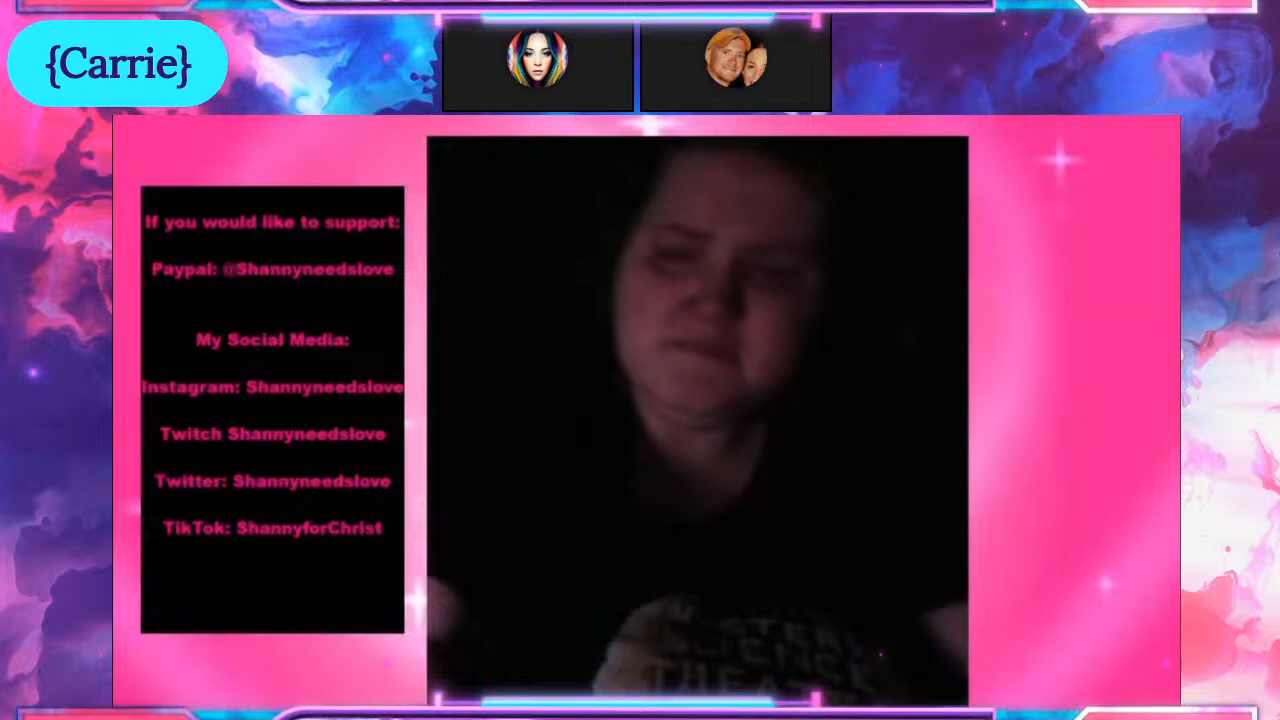 {Carrie}
If you would like to support:
Paypal: @Shannyneedslove
My Social Media:
Instagram: Shannyneedslove
Twitch Shannyneedslove
Twitter: Shannyneedslove
TikTok: ShannyforChrist
SCIENCE